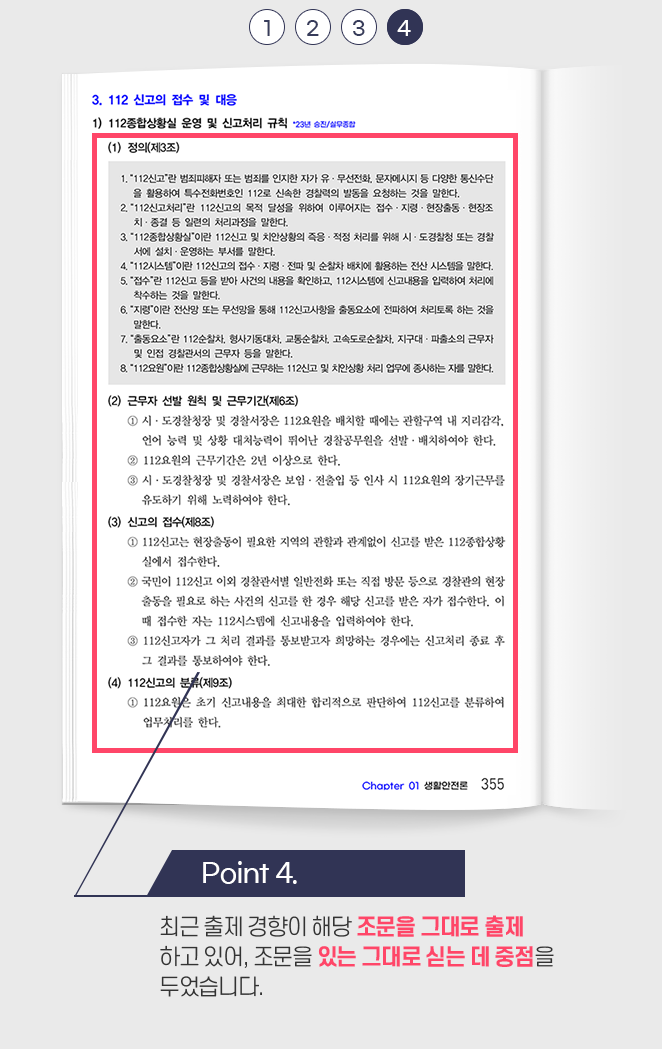 1 2 3 4
3. 112 신고의 접수 및 대응
1) 112종합상황실 운영 및 신고처리 규칙 *23년 승진/실무종합
(1) 정의(제3조)
1. “112신고”란 범죄피해자 또는 범죄를 인지한 자가 유·무선전화, 문자메시지 등 다양한 통신수단
을 활용하여 특수전화번호인 112로 신속한 경찰력의 발동을 요청하는 것을 말한다.
2. “112신고처리”란 112신고의 목적 달성을 위하여 이루어지는 접수·지령·현장출동·현장조
치·종결 등 일련의 처리과정을 말한다.
3. “112종합상황실”이란 112신고 및 치안상황의 즉응·적정 처리를 위해 시·도경찰청 또는 경찰
서에 설치·운영하는 부서를 말한다.
4. “112시스템”이란 112신고의 접수·지령·전파 및 순찰차 배치에 활용하는 전산 시스템을 말한다.
5. “접수”란 112신고 등을 받아 사건의 내용을 확인하고, 112시스템에 신고내용을 입력하여 처리에
착수하는 것을 말한다.
6. “지령”이란 전산망 또는 무선망을 통해 112신고사항을 출동요소에 전파하여 처리토록 하는 것을
말한다.
7. “출동요소”란 112순찰차, 형사기동대차, 교통순찰차, 고속도로순찰차, 지구대·파출소의 근무자
및 인접 경찰관서의 근무자 등을 말한다.
8. “112요원”이란 112종합상황실에 근무하는 112신고 및 치안상황 처리 업무에 종사하는 자를 말한다.
(2) 근무자 선발 원칙 및 근무기간(제6조)
① 시·도경찰청장 및 경찰서장은 112요원을 배치할 때에는 관할구역 내 지리감각,
언어 능력 및 상황 대처능력이 뛰어난 경찰공무원을 선발·배치하여야 한다.
② 112요원의 근무기간은 2년 이상으로 한다.
③ 시·도경찰청장 및 경찰서장은 보임·전출입 등 인사 시 112요원의 장기근무를
유도하기 위해 노력하여야 한다.
(3) 신고의 접수(제8조)
① 112신고는 현장출동이 필요한 지역의 관할과 관계없이 신고를 받은 112종합상황
실에서 접수한다.
② 국민이 112신고 이외 경찰관서별 일반전화 또는 직접 방문 등으로 경찰관의 현장
출동을 필요로 하는 사건의 신고를 한 경우 해당 신고를 받은 자가 접수한다. 이
때 접수한 자는 112시스템에 신고내용을 입력하여야 한다.
③ 112신고자가 그 처리 결과를 통보받고자 희망하는 경우에는 신고처리 종료 후
그 결과를 통보하여야 한다.
(4) 112신고의 분류(제9조)
① 112요원은 초기 신고내용을 최대한 합리적으로 판단하여 112신고를 분류하여
업무처리를 한다.
Chapter 01 생활안전론 355
Point 4.
최근 출제 경향이 해당 조문을 그대로 출제
하고 있어, 조문을 있는 그대로 싣는 데 중점을
두었습니다.